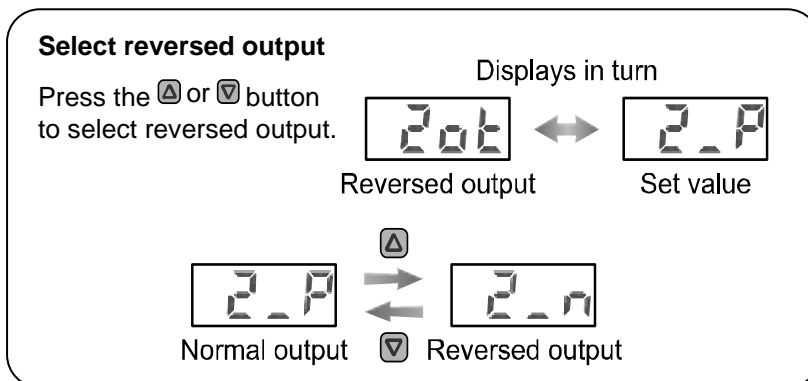 Select reversed output
Press the or button
to select reversed output.
Displays in turn
2ot 2_P
Reversed output Set value
2_P 2_n
Normal output Reversed output